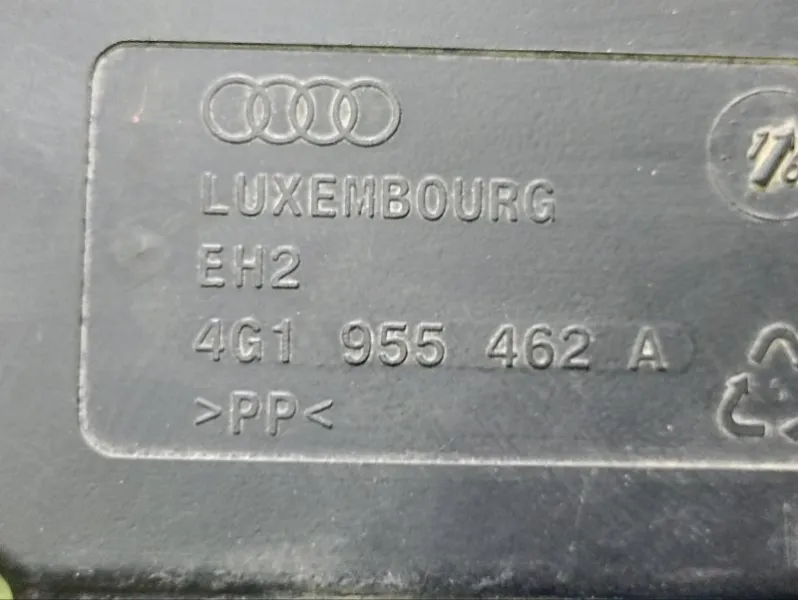 LUXEMBOURG
EH2
4G1 955 462 A
>PP<